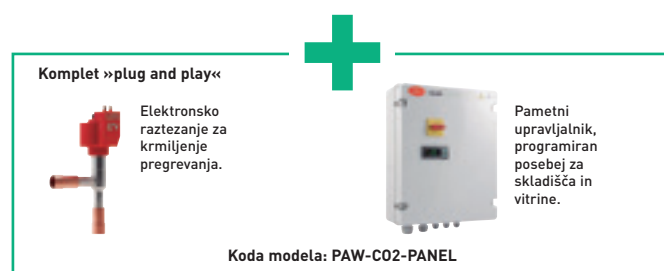 Komplet »plug and play«
Elektronsko
raztezanje za
krmiljenje
pregrevanja.
Pametni
upravljalnik,
programiran
posebej za
skladišča in
vitrine.
Koda modela: PAW-CO2-PANEL